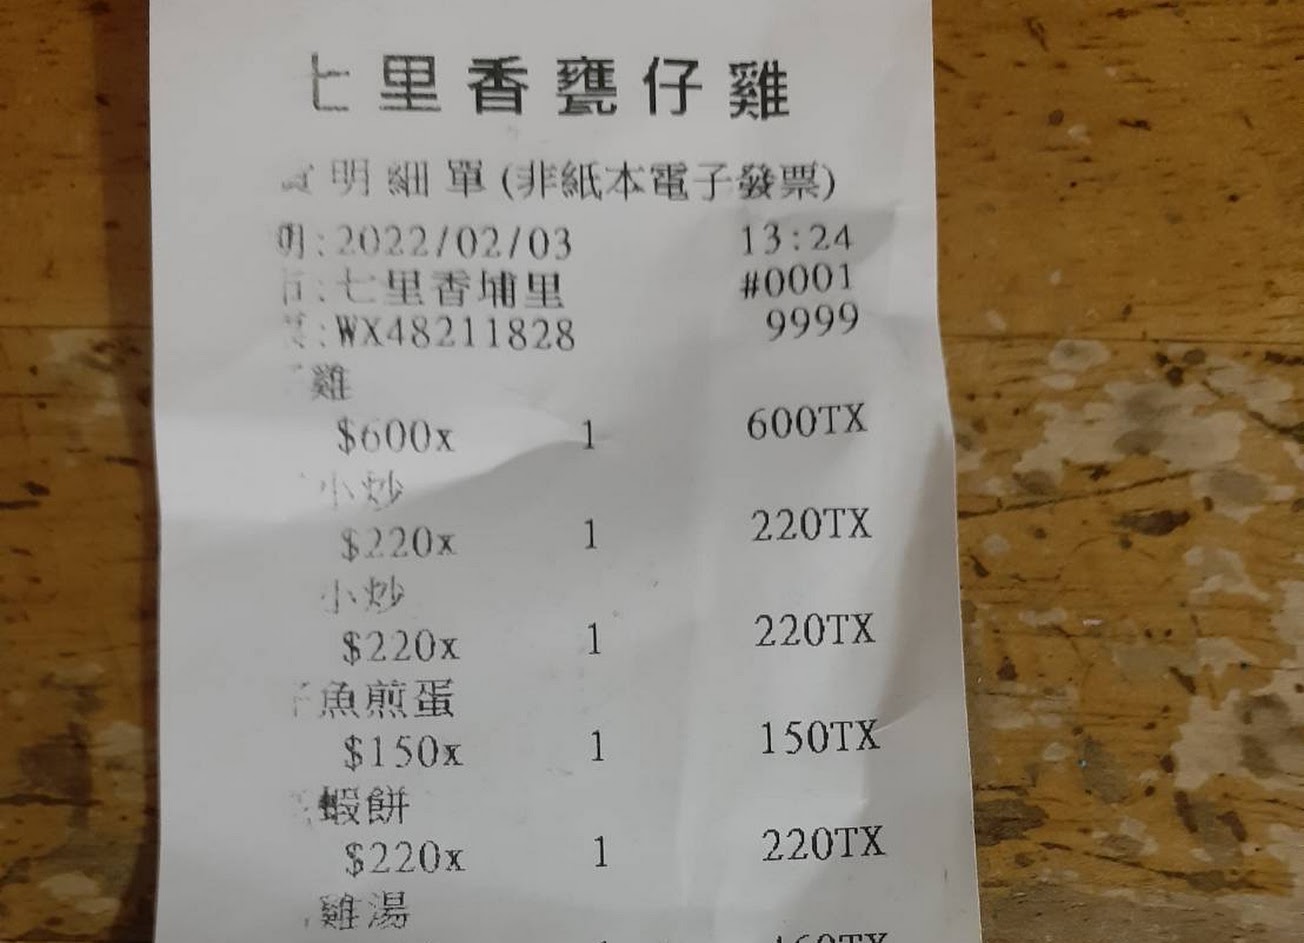 七里香甕仔雞
明細單(非紙本電子發票)
:2022/02/03 13:24
:七里香埔里 #0001
:WX48211828 9999
雞
$600x 1 600TX
小炒
$220x 1 220TX
小炒
$220x 1 220TX
魚煎蛋
$150x 1 150TX
蝦餅
$220x 1 220TX
雞湯